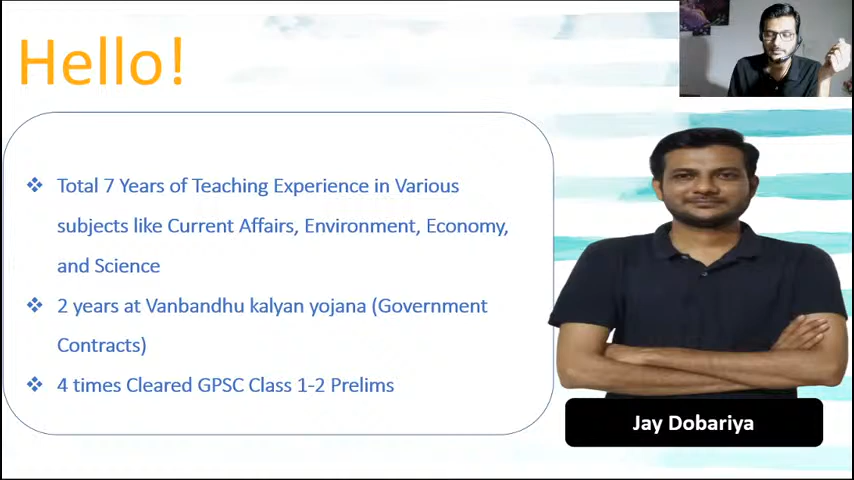 Hello!
❖ Total 7 Years of Teaching Experience in Various
subjects like Current Affairs, Environment, Economy,
and Science
❖ 2 years at Vanbandhu kalyan yojana (Government
Contracts)
❖ 4 times Cleared GPSC Class 1-2 Prelims
Jay Dobariya